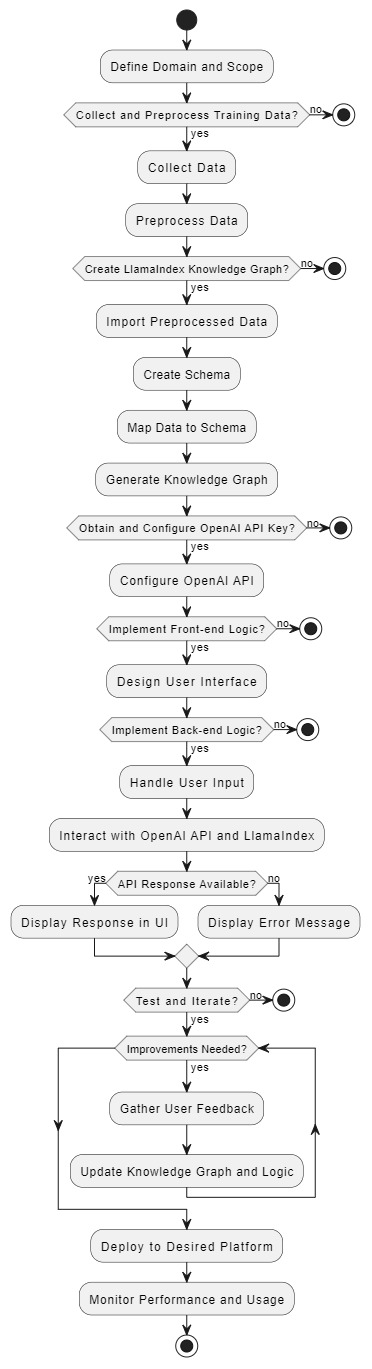 Define Domain and Scope
Collect and Preprocess Training Data?
no
yes
Collect Data
Preprocess Data
Create LlamaIndex Knowledge Graph?
no
yes
Import Preprocessed Data
Create Schema
Map Data to Schema
Generate Knowledge Graph
Obtain and Configure OpenAI API Key?
no
yes
Configure OpenAI API
Implement Front-end Logic?
no
yes
Design User Interface
Implement Back-end Logic?
no
yes
Handle User Input
Interact with OpenAI API and LlamaIndex
yes
API Response Available?
no
Display Response in UI
Display Error Message
Test and Iterate?
no
yes
Improvements Needed?
yes
Gather User Feedback
Update Knowledge Graph and Logic
Deploy to Desired Platform
Monitor Performance and Usage